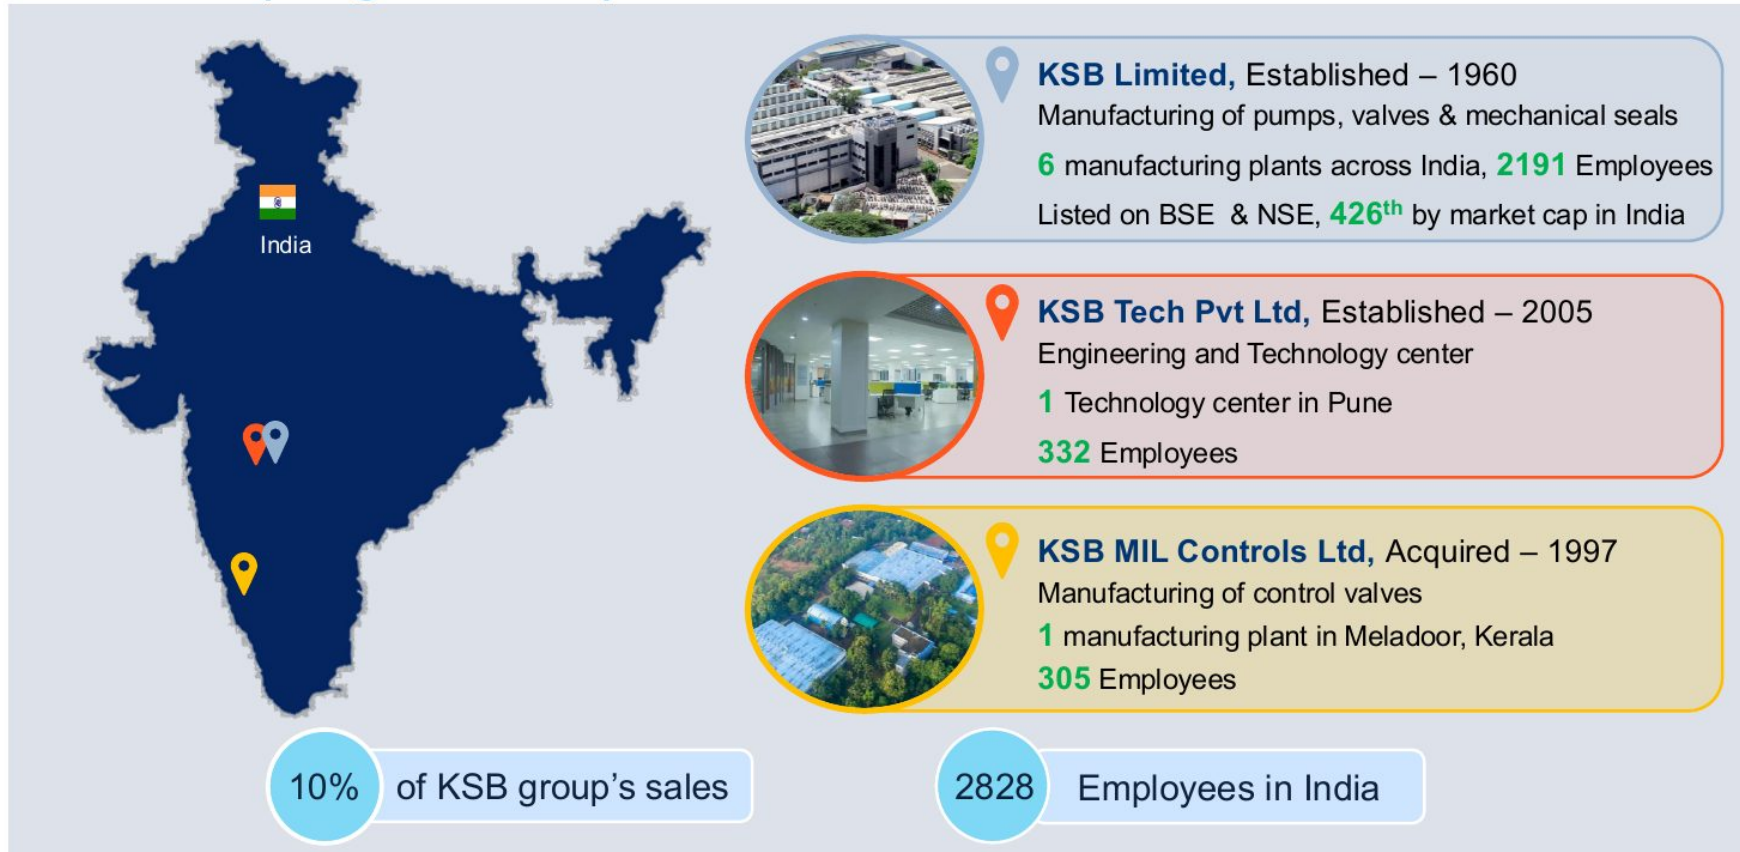 India
KSB Limited, Established – 1960
Manufacturing of pumps, valves & mechanical seals
6 manufacturing plants across India, 2191 Employees
Listed on BSE & NSE, 426th by market cap in India
KSB Tech Pvt Ltd, Established – 2005
Engineering and Technology center
1 Technology center in Pune
332 Employees
KSB MIL Controls Ltd, Acquired – 1997
Manufacturing of control valves
1 manufacturing plant in Meladoor, Kerala
305 Employees
10% of KSB group’s sales
2828 Employees in India